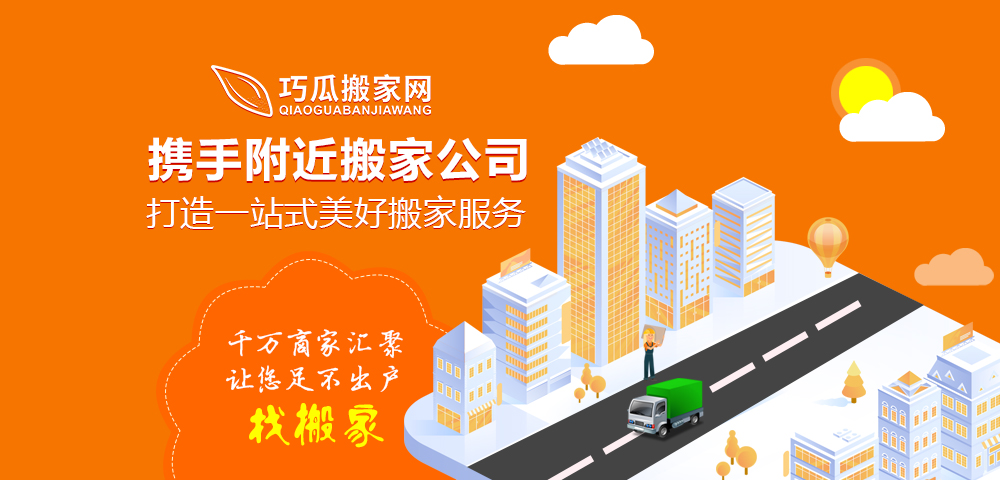 巧瓜搬家网
QIAOGUABANJIAWANG
携手附近搬家公司
打造一站式美好搬家服务
千万商家汇聚
让您足不出户
找搬家